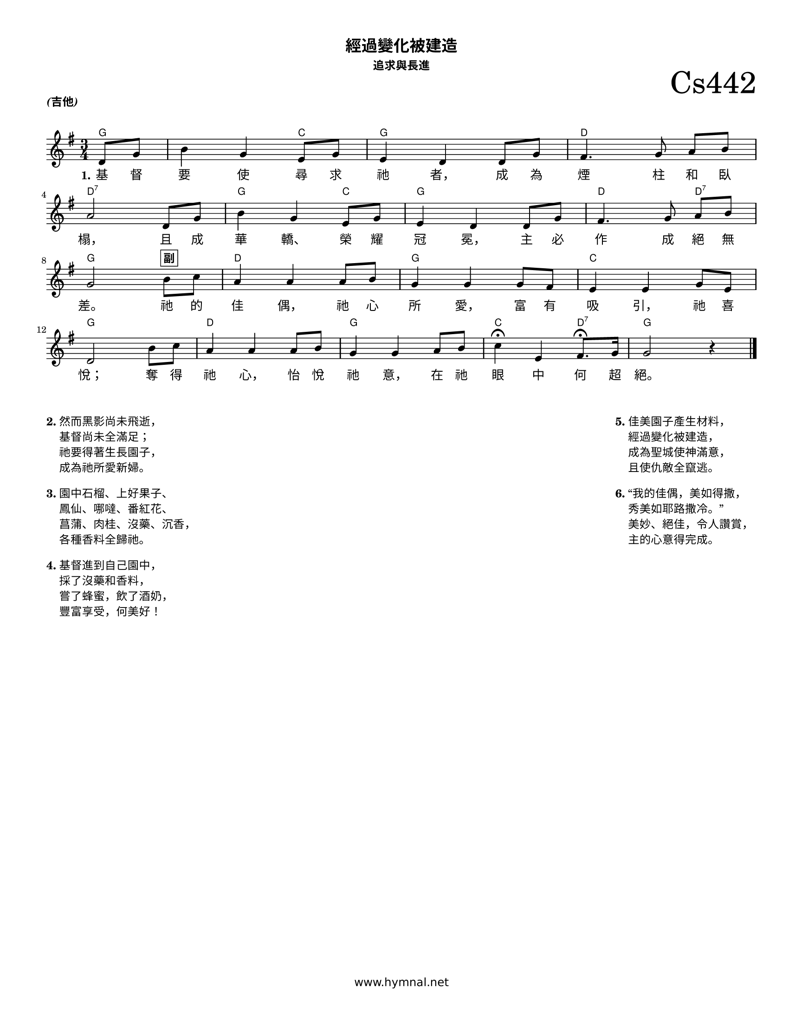 經過變化被建造
追求與長進
Cs442
(吉他)
G C G D
1. 基 督 要 使 尋 求 祂 者， 成 為 煙 柱 和 臥
4 D7 G C G D D7
榻， 且 成 華 轎、 榮 耀 冠 冕， 主 必 作 成 絕 無
8 G 副 D G C
差。 祂 的 佳 偶， 祂 心 所 愛， 富 有 吸 引， 祂 喜
12 G D G C D7 G
悅； 奪 得 祂 心， 怡 悅 祂 意， 在 祂 眼 中 何 超 絕。
2. 然而黑影尚未飛逝，
基督尚未全滿足；
祂要得著生長園子，
成為祂所愛新婦。
3. 園中石榴、上好果子、
鳳仙、哪噠、番紅花、
菖蒲、肉桂、沒藥、沉香，
各種香料全歸祂。
4. 基督進到自己園中，
採了沒藥和香料，
嘗了蜂蜜，飲了酒奶，
豐富享受，何美好！
5. 佳美園子產生材料，
經過變化被建造，
成為聖城使神滿意，
且使仇敵全竄逃。
6. “我的佳偶，美如得撒，
秀美如耶路撒冷。”
美妙、絕佳，令人讚賞，
主的心意得完成。
www.hymnal.net